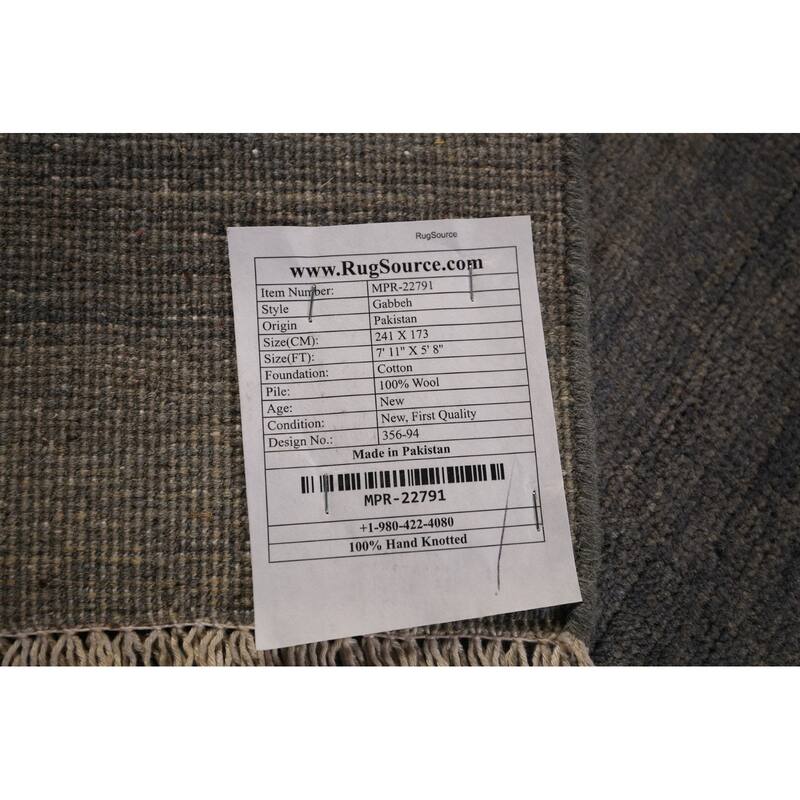 RugSource
www.RugSource.com
Item Number: MPR-22791
Style Gabbeh
Origin Pakistan
Size(CM): 241 X 173
Size(FT): 7' 11" X 5' 8"
Foundation: Cotton
Pile: 100% Wool
Age: New
Condition: New, First Quality
Design No.: 356-94
Made in Pakistan
MPR-22791
+1-980-422-4080
100% Hand Knotted